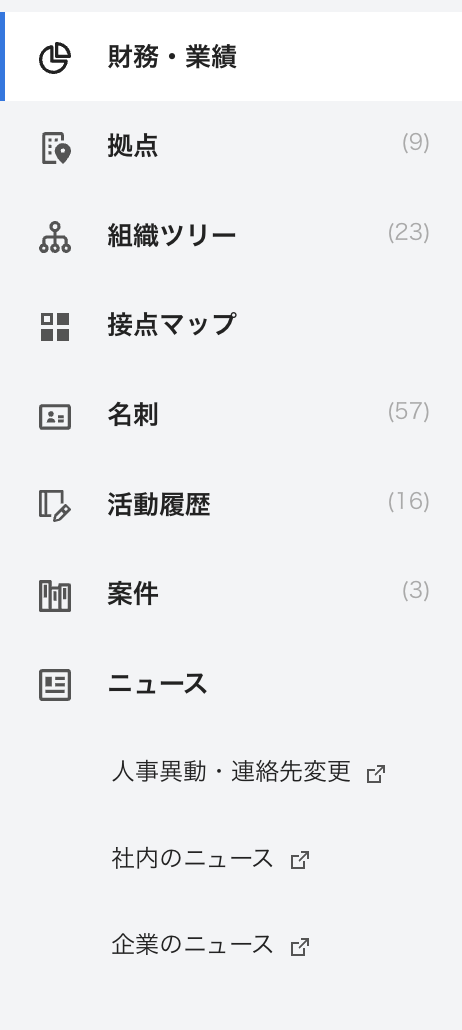 財務・業績
拠点 (9)
組織ツリー (23)
接点マップ
名刺 (57)
活動履歴 (16)
案件 (3)
ニュース
人事異動・連絡先変更
社内のニュース
企業のニュース